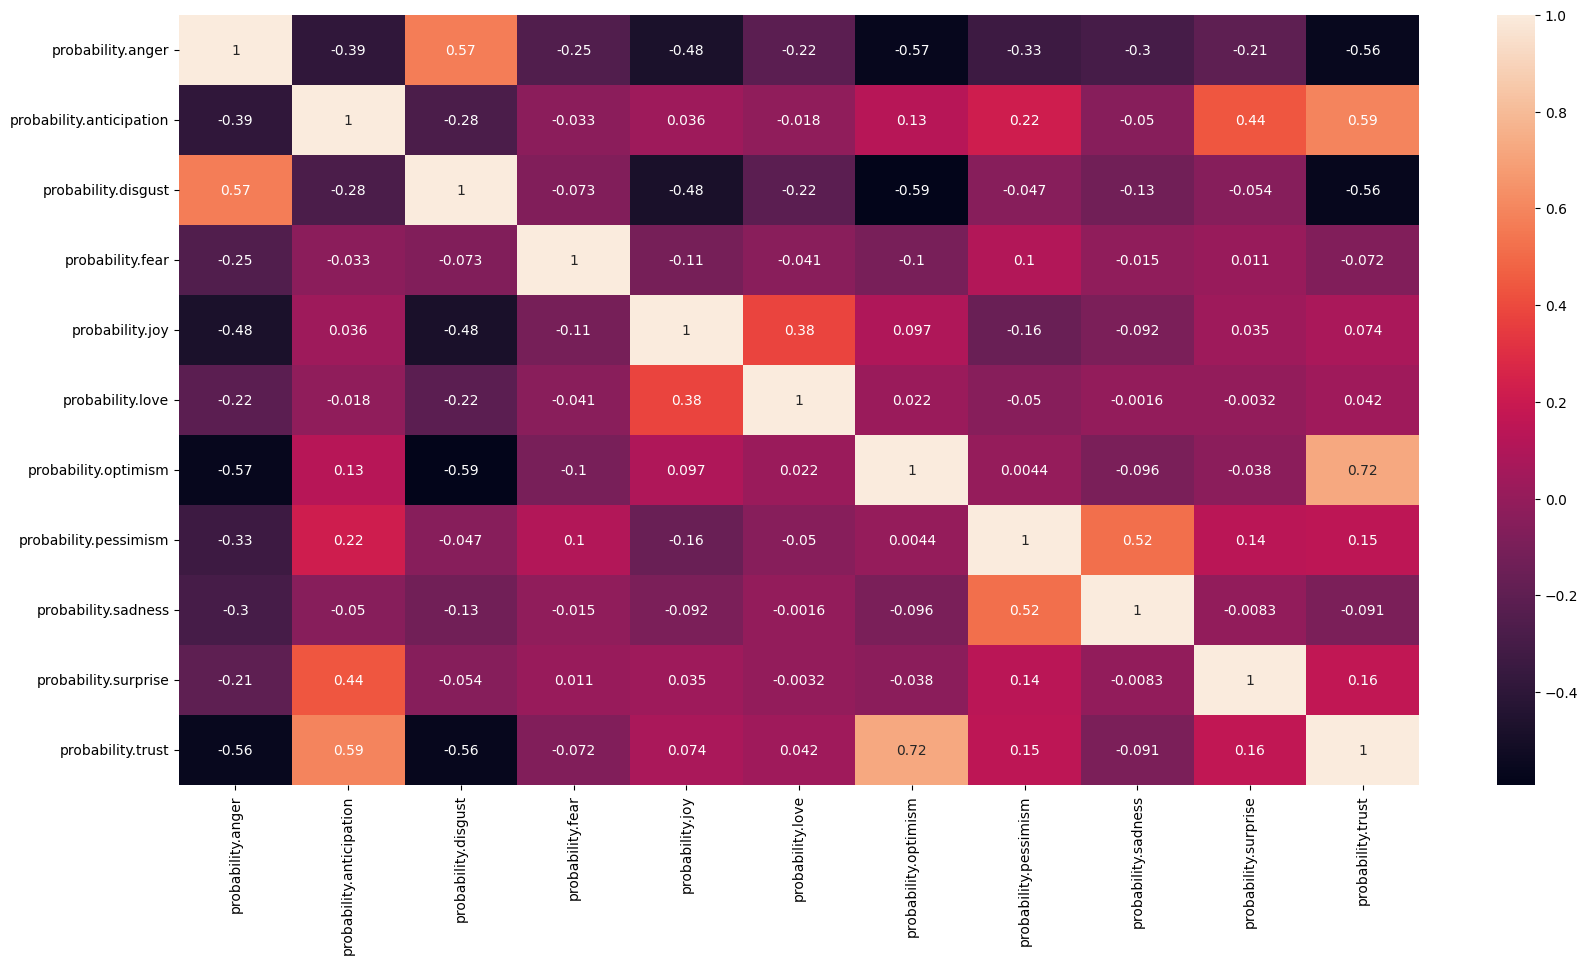 probability.anger 1 -0.39 0.57 -0.25 -0.48 -0.22 -0.57 -0.33 -0.3 -0.21 -0.56
probability.anticipation -0.39 1 -0.28 -0.033 0.036 -0.018 0.13 0.22 -0.05 0.44 0.59
probability.disgust 0.57 -0.28 1 -0.073 -0.48 -0.22 -0.59 -0.047 -0.13 -0.054 -0.56
probability.fear -0.25 -0.033 -0.073 1 -0.11 -0.041 -0.1 0.1 -0.015 0.011 -0.072
probability.joy -0.48 0.036 -0.48 -0.11 1 0.38 0.097 -0.16 -0.092 0.035 0.074
probability.love -0.22 -0.018 -0.22 -0.041 0.38 1 0.022 -0.05 -0.0016 -0.0032 0.042
probability.optimism -0.57 0.13 -0.59 -0.1 0.097 0.022 1 0.0044 -0.096 -0.038 0.72
probability.pessimism -0.33 0.22 -0.047 0.1 -0.16 -0.05 0.0044 1 0.52 0.14 0.15
probability.sadness -0.3 -0.05 -0.13 -0.015 -0.092 -0.0016 -0.096 0.52 1 -0.0083 -0.091
probability.surprise -0.21 0.44 -0.054 0.011 0.035 -0.0032 -0.038 0.14 -0.0083 1 0.16
probability.trust -0.56 0.59 -0.56 -0.072 0.074 0.042 0.72 0.15 -0.091 0.16 1
probability.anger
probability.anticipation
probability.disgust
probability.fear
probability.joy
probability.love
probability.optimism
probability.pessimism
probability.sadness
probability.surprise
probability.trust
1.0
0.8
0.6
0.4
0.2
0.0
−0.2
−0.4